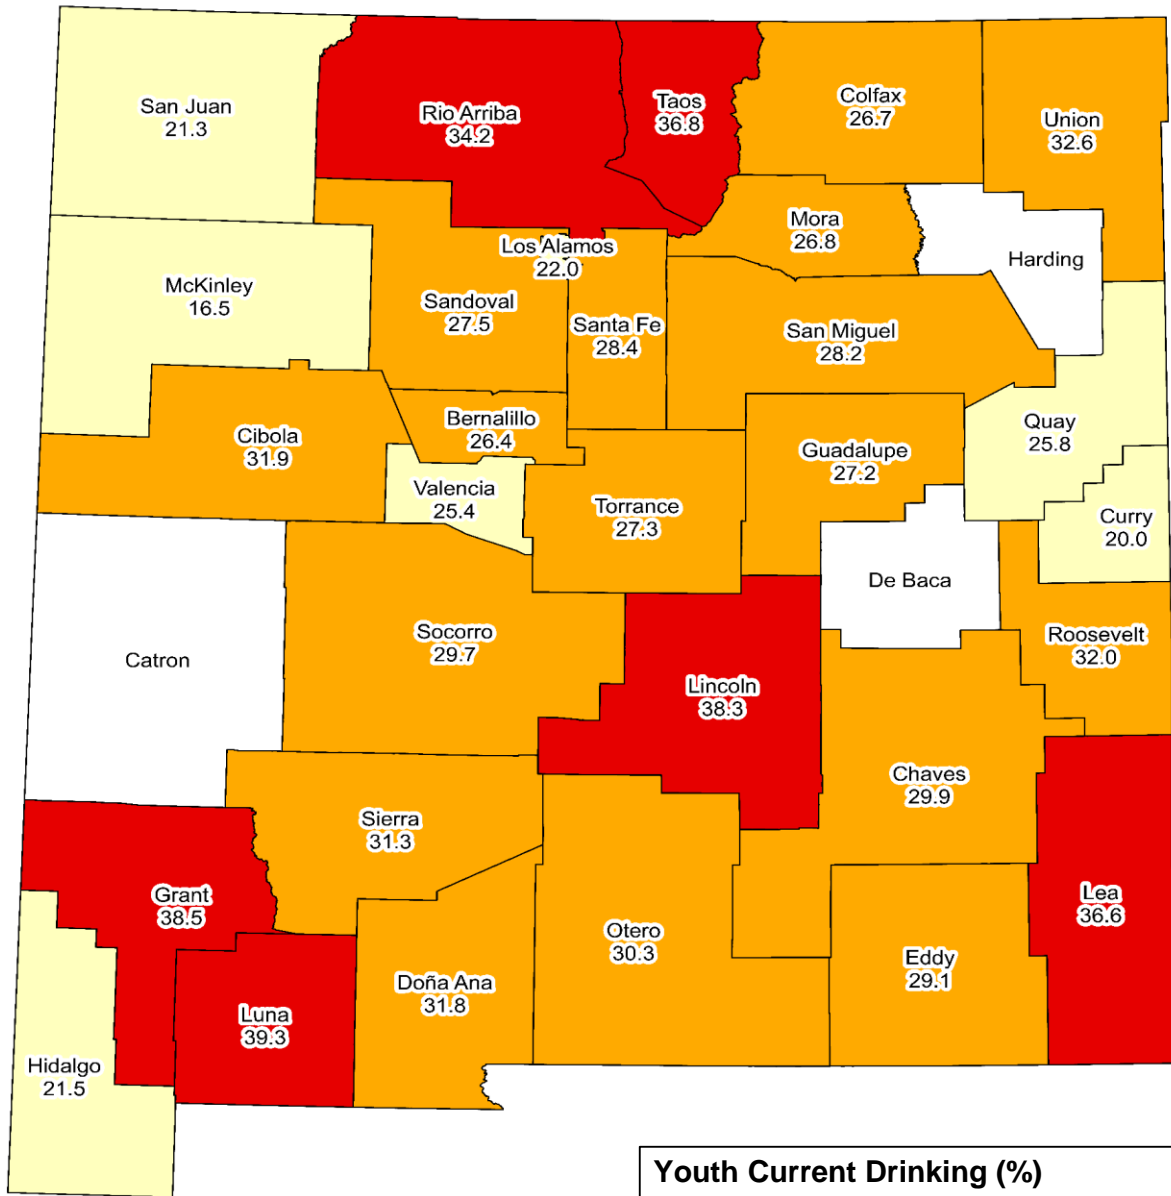 San Juan
21.3
Rio Arriba
34.2
Taos
36.8
Colfax
26.7
Union
32.6
Mora
26.8
Harding
Los Alamos
22.0
McKinley
16.5
Sandoval
27.5
Santa Fe
28.4
San Miguel
28.2
Cibola
31.9
Bernalillo
26.4
Guadalupe
27.2
Quay
25.8
Valencia
25.4
Torrance
27.3
Curry
20.0
De Baca
Catron
Socorro
29.7
Roosevelt
32.0
Lincoln
38.3
Chaves
29.9
Sierra
31.3
Grant
38.5
Lea
36.6
Otero
30.3
Eddy
29.1
Doña Ana
31.8
Luna
39.3
Hidalgo
21.5
Youth Current Drinking (%)